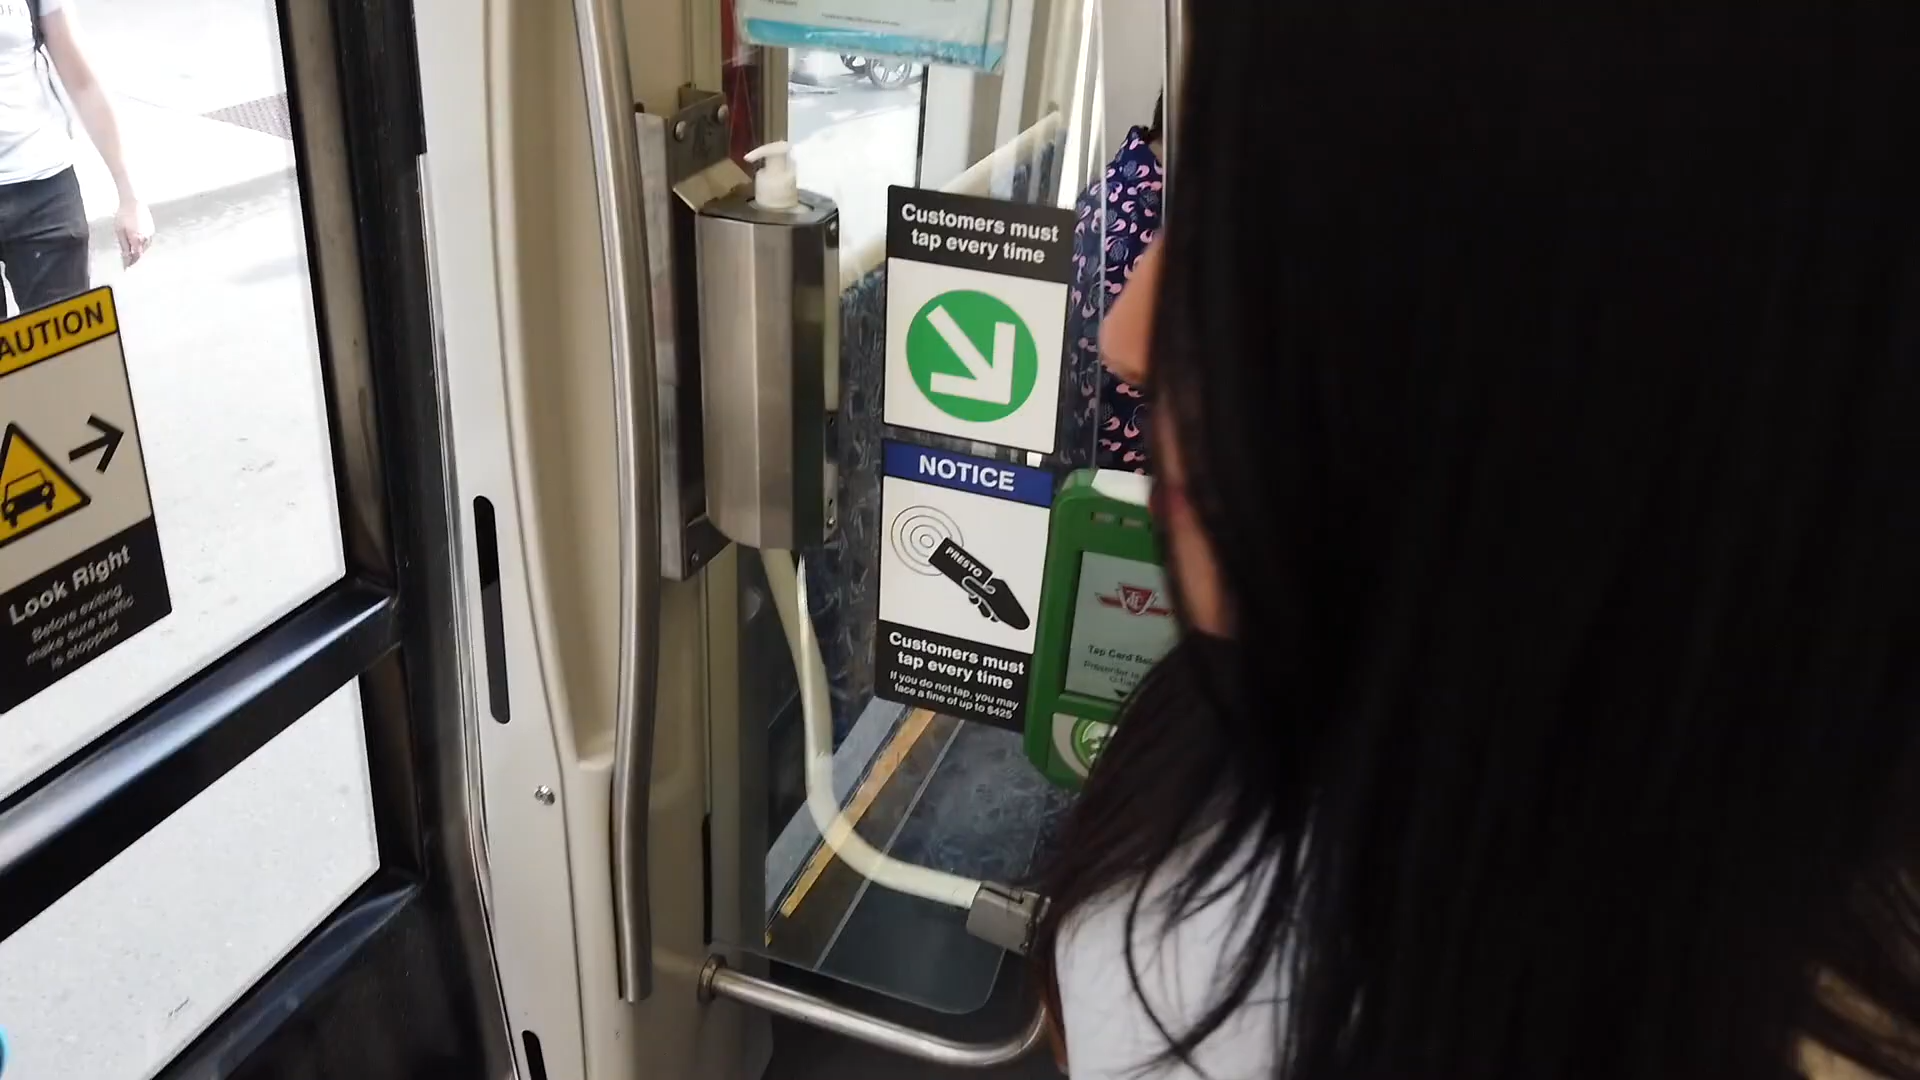 AUTION
Look Right
Before exiting
make sure traffic
is stopped
Customers must
tap every time
NOTICE
PRESTO
Customers must
tap every time
If you do not tap, you may
face a fine of up to $425
TTC
Tap Card